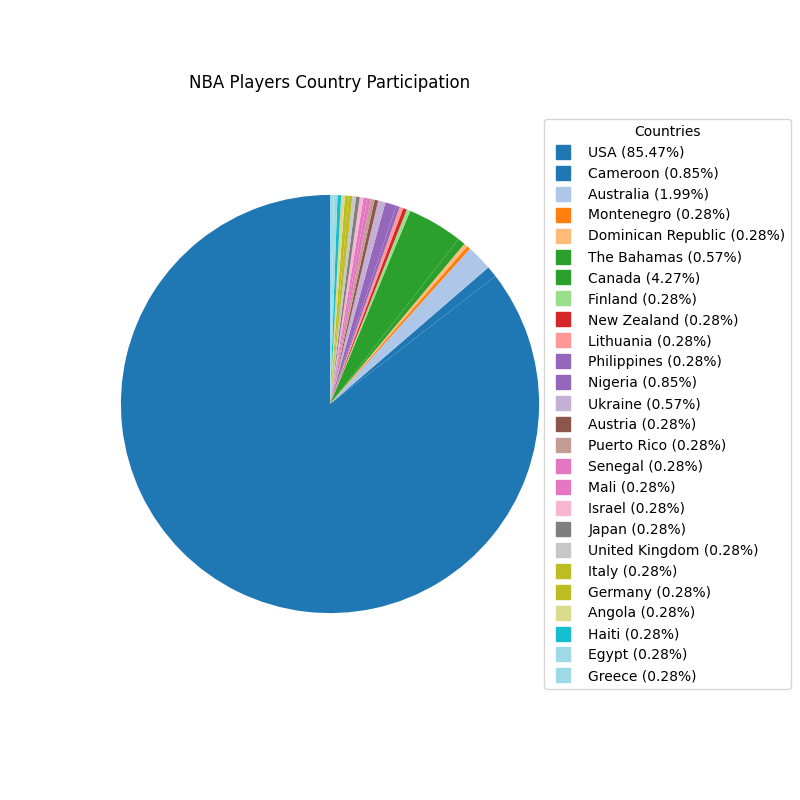 NBA Players Country Participation
Countries
USA (85.47%)
Cameroon (0.85%)
Australia (1.99%)
Montenegro (0.28%)
Dominican Republic (0.28%)
The Bahamas (0.57%)
Canada (4.27%)
Finland (0.28%)
New Zealand (0.28%)
Lithuania (0.28%)
Philippines (0.28%)
Nigeria (0.85%)
Ukraine (0.57%)
Austria (0.28%)
Puerto Rico (0.28%)
Senegal (0.28%)
Mali (0.28%)
Israel (0.28%)
Japan (0.28%)
United Kingdom (0.28%)
Italy (0.28%)
Germany (0.28%)
Angola (0.28%)
Haiti (0.28%)
Egypt (0.28%)
Greece (0.28%)